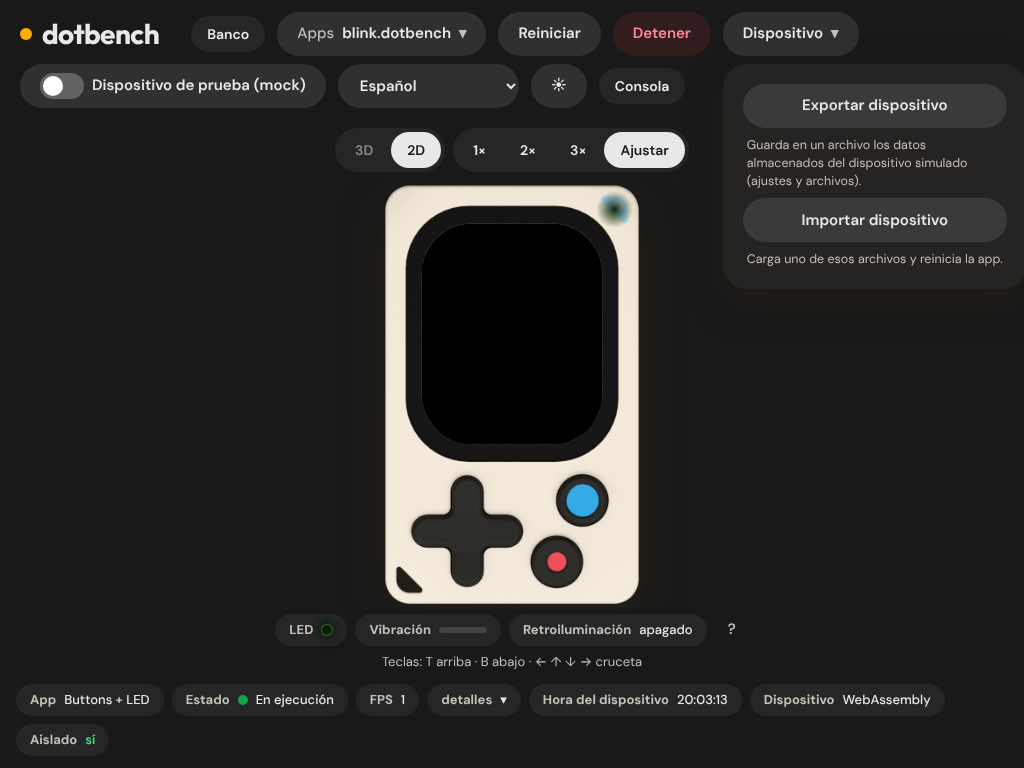 dotbench Banco Apps blink.dotbench ▾ Reiniciar Detener Dispositivo ▾
Dispositivo de prueba (mock) Español ☀ Consola
Exportar dispositivo
Guarda en un archivo los datos
almacenados del dispositivo simulado
(ajustes y archivos).
Importar dispositivo
Carga uno de esos archivos y reinicia la app.
3D 2D 1× 2× 3× Ajustar
LED Vibración Retroiluminación apagado ?
Teclas: T arriba · B abajo · ← ↑ ↓ → cruceta
App Buttons + LED Estado En ejecución FPS 1 detalles ▾ Hora del dispositivo 20:03:13 Dispositivo WebAssembly
Aislado sí